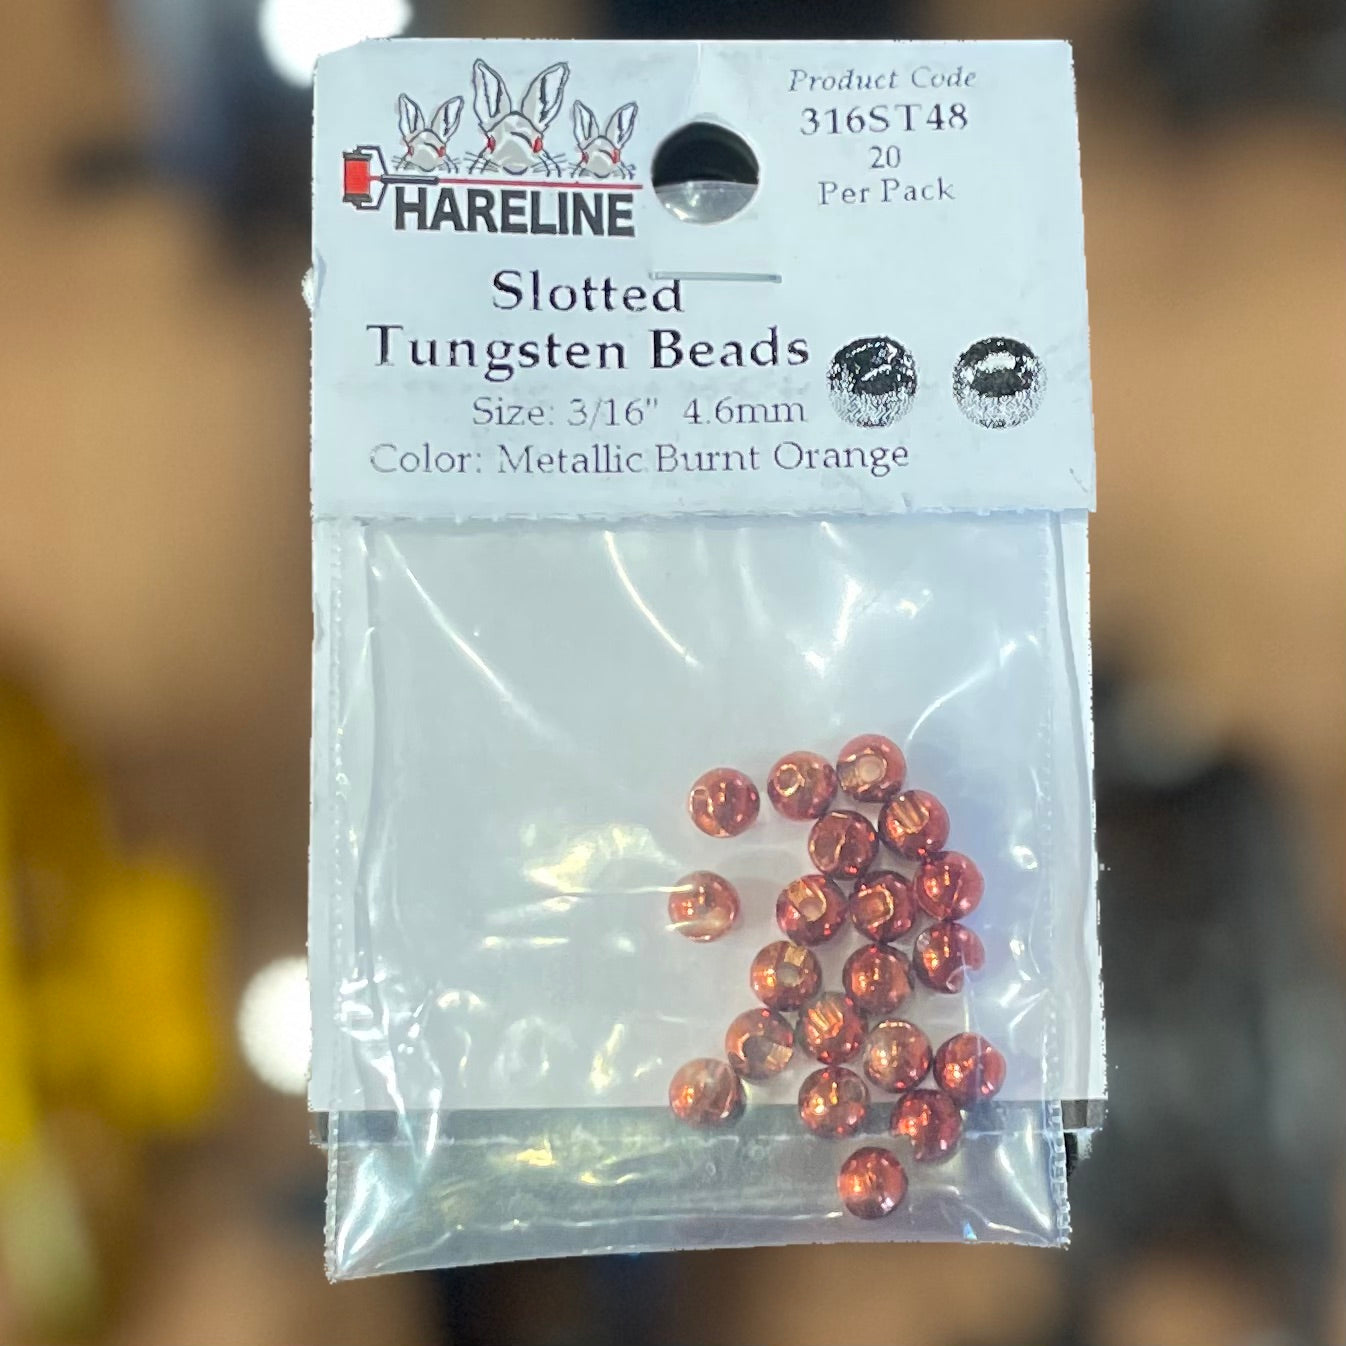 HARELINE
Product Code
316ST48
20
Per Pack
Slotted
Tungsten Beads
Size: 3/16" 4.6mm
Color: Metallic Burnt Orange